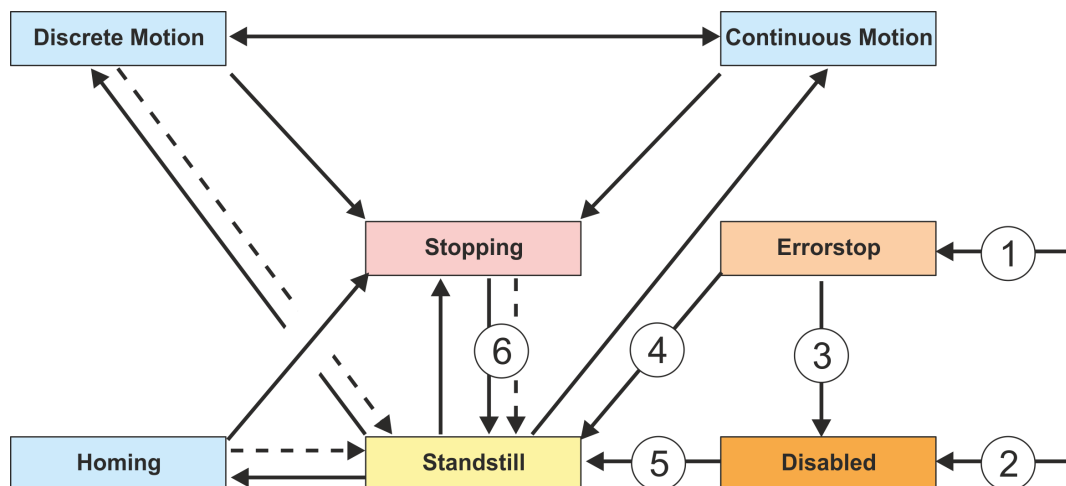 Discrete Motion
Continuous Motion
Stopping
Errorstop
1
6
4
3
Homing
Standstill
5
Disabled
2